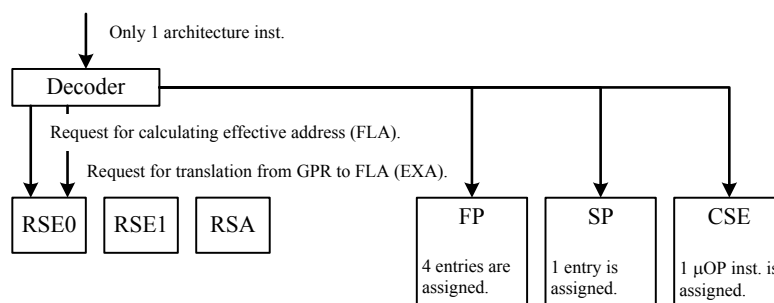 Only 1 architecture inst.
Decoder
Request for calculating effective address (FLA).
Request for translation from GPR to FLA (EXA).
RSE0 RSE1 RSA FP SP CSE
4 entries are 1 entry is 1 μOP inst. is
assigned. assigned. assigned.